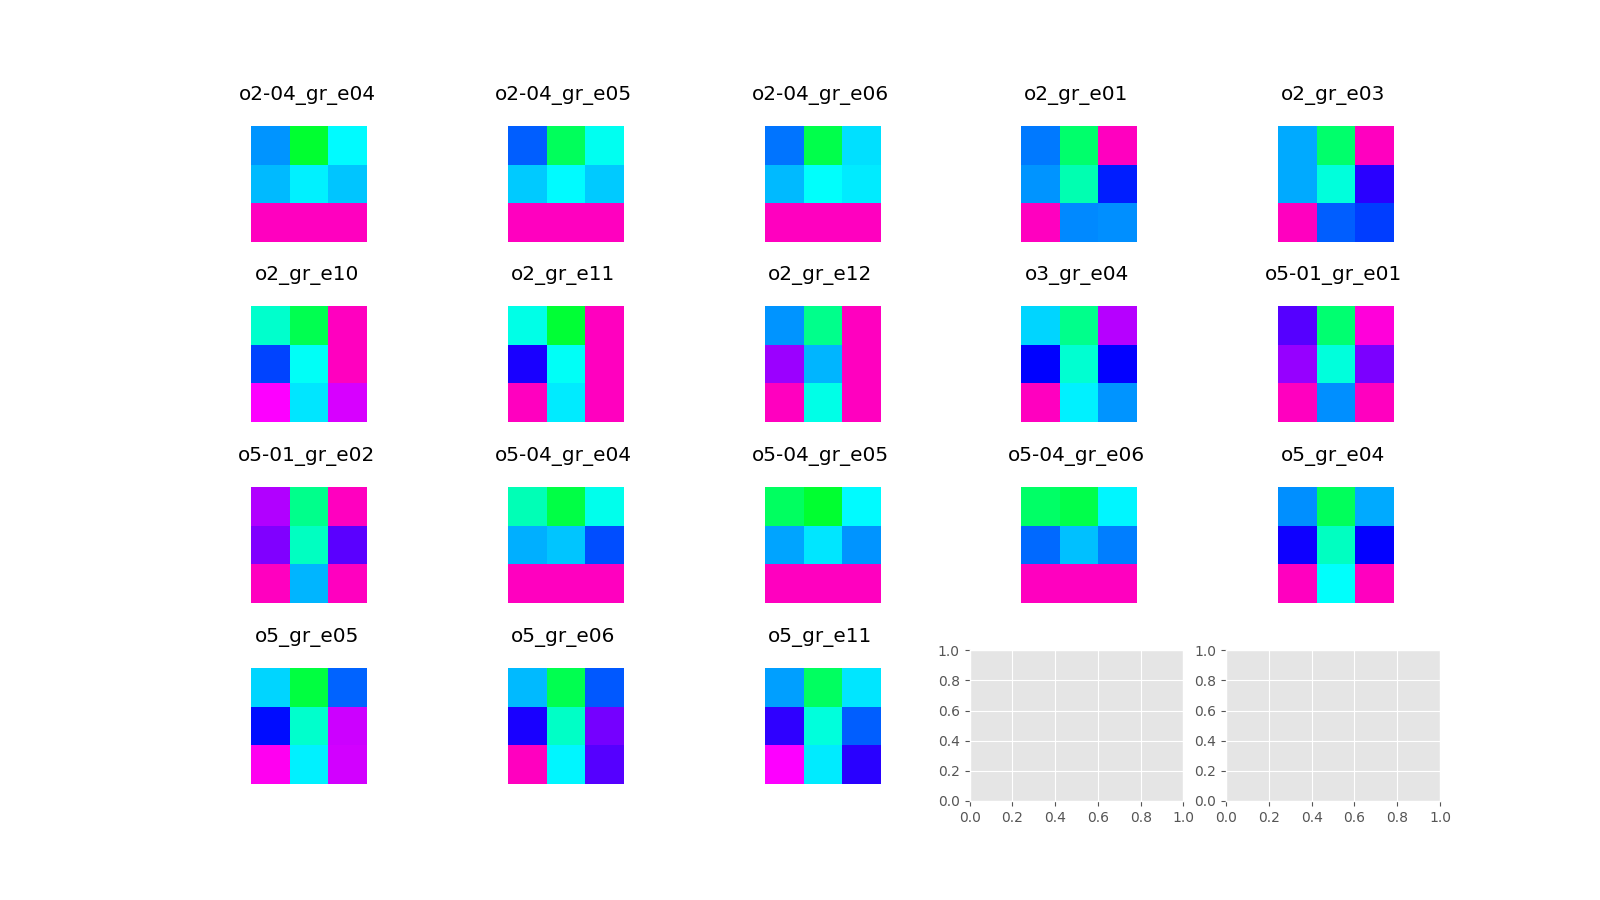 o2-04_gr_e04 o2-04_gr_e05 o2-04_gr_e06 o2_gr_e01 o2_gr_e03
o2_gr_e10 o2_gr_e11 o2_gr_e12 o3_gr_e04 o5-01_gr_e01
o5-01_gr_e02 o5-04_gr_e04 o5-04_gr_e05 o5-04_gr_e06 o5_gr_e04
o5_gr_e05 o5_gr_e06 o5_gr_e11
1.0 1.0
0.8 0.8
0.6 0.6
0.4 0.4
0.2 0.2
0.0 0.0
0.0 0.2 0.4 0.6 0.8 1.0 0.0 0.2 0.4 0.6 0.8 1.0